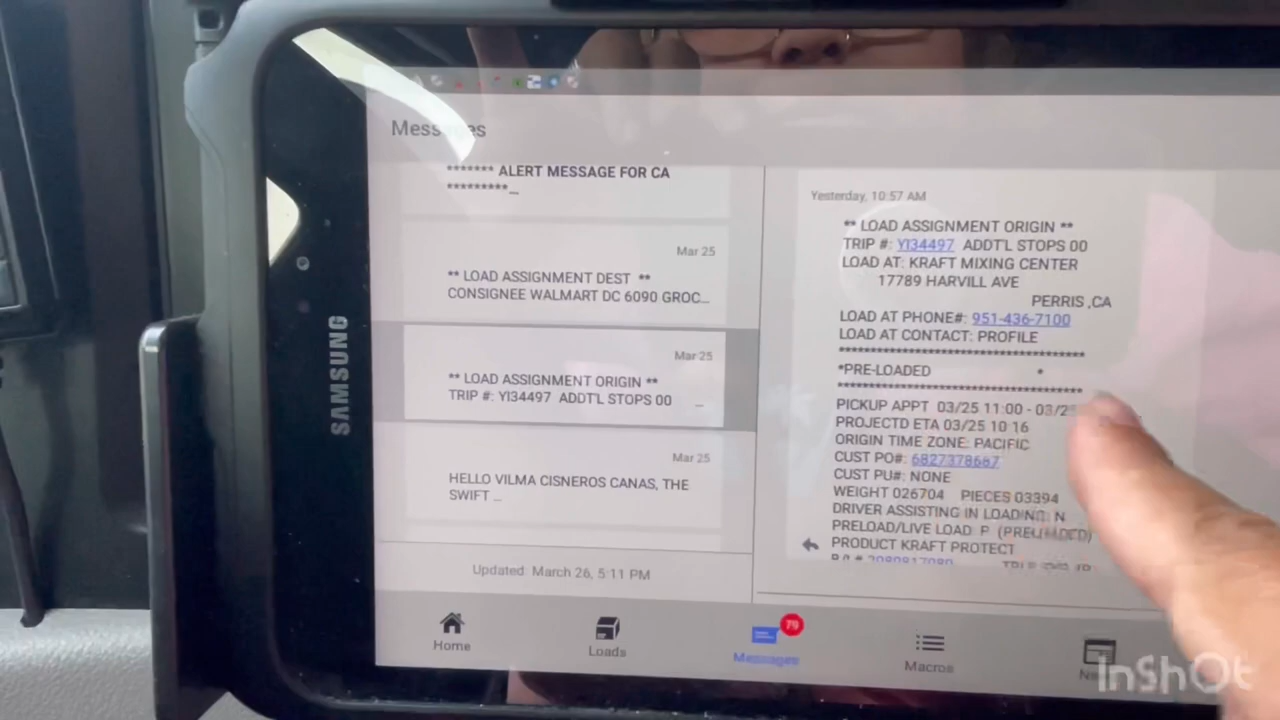 SAMSUNG
Messages
******* ALERT MESSAGE FOR CA
*********_
Mar 25
** LOAD ASSIGNMENT DEST **
CONSIGNEE WALMART DC 6090 GROC...
Mar 25
** LOAD ASSIGNMENT ORIGIN **
TRIP #: YI34497 ADDT'L STOPS 00 ...
Mar 25
HELLO VILMA CISNEROS CANAS, THE
SWIFT ...
Updated: March 26, 5:11 PM
Yesterday, 10:57 AM
** LOAD ASSIGNMENT ORIGIN **
TRIP #: YI34497 ADDT'L STOPS 00
LOAD AT: KRAFT MIXING CENTER
17789 HARVILL AVE
PERRIS ,CA
LOAD AT PHONE#: 951-436-7100
LOAD AT CONTACT: PROFILE
***********************************
*PRE-LOADED *
***********************************
PICKUP APPT 03/25 11:00 - 03/2
PROJECTD ETA 03/25 10:16
ORIGIN TIME ZONE: PACIFIC
CUST PO#: 6827378687
CUST PU#: NONE
WEIGHT 026704 PIECES 03394
DRIVER ASSISTING IN LOADING: N
PRELOAD/LIVE LOAD P (PRELOADED)
PRODUCT KRAFT PROTECT
Home
Loads
79
Messages
Macros
InShOt